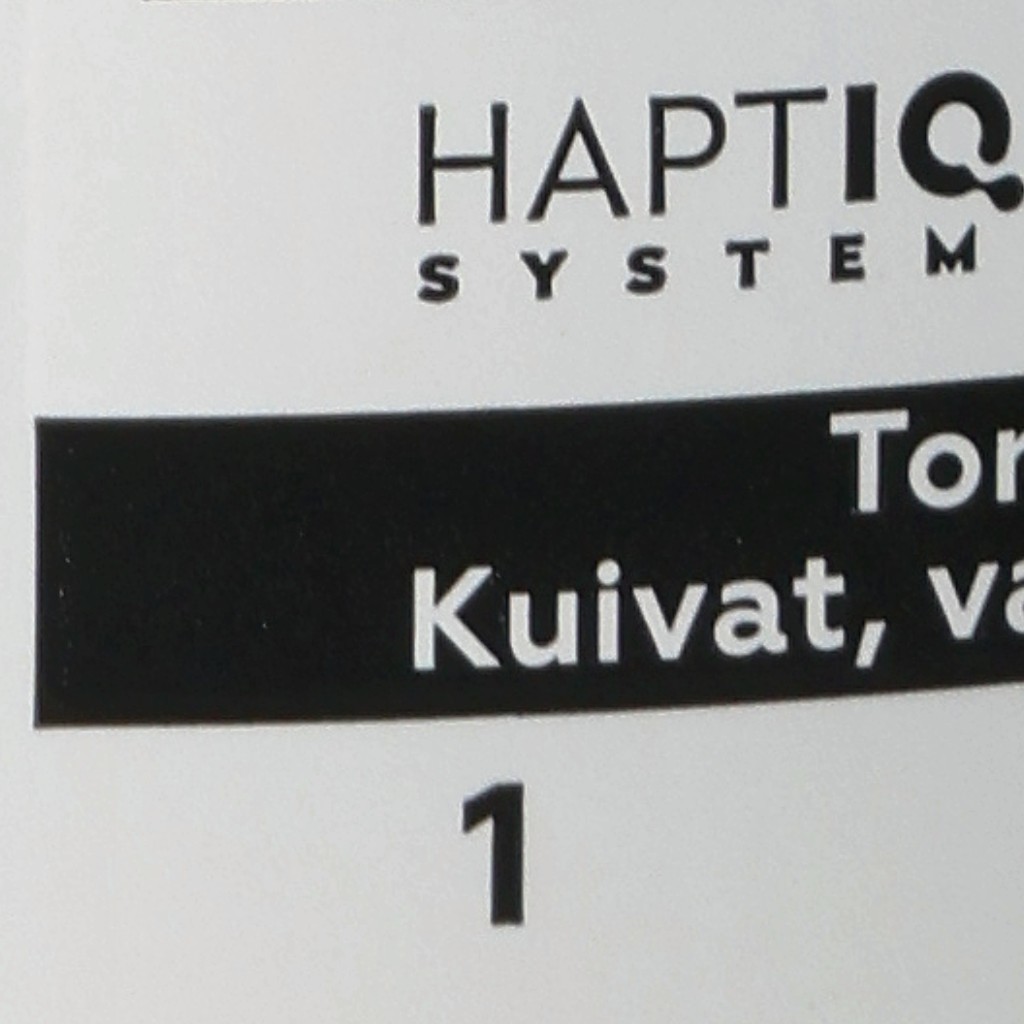 HAPTIQ
SYSTEM
Kuivat,
1